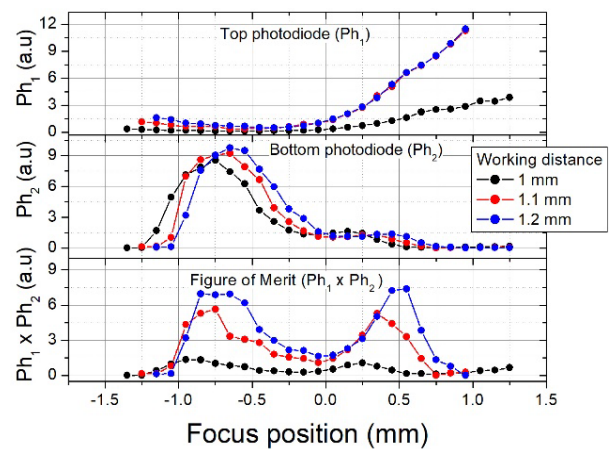 12
9
6
3
0
Ph1 (a.u)
Top photodiode (Ph1)
9
6
3
0
Ph2 (a.u)
Bottom photodiode (Ph2)
Working distance
1 mm
1.1 mm
1.2 mm
9
6
3
0
Ph1 x Ph2 (a.u)
Figure of Merit (Ph1 x Ph2)
-1.5 -1.0 -0.5 0.0 0.5 1.0 1.5
Focus position (mm)